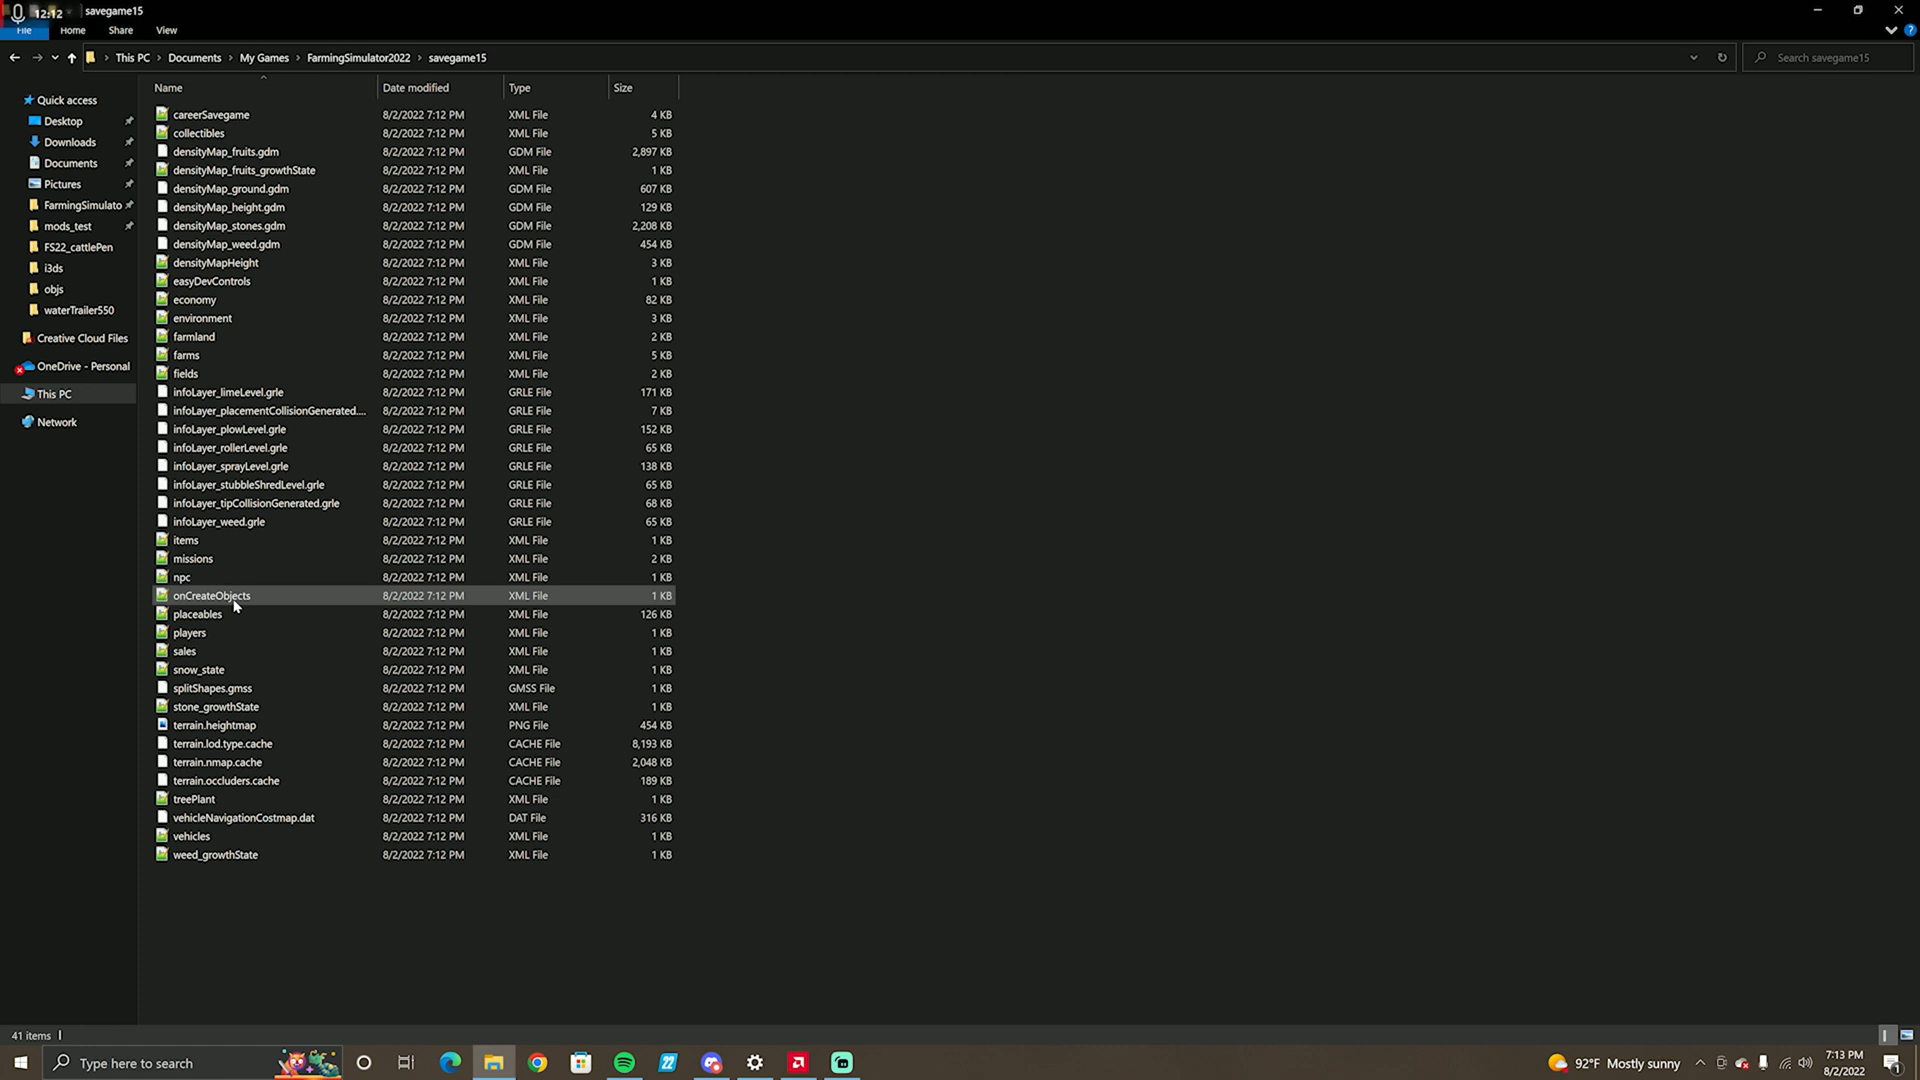 12:12 savegame15
File Home Share View
This PC Documents My Games FarmingSimulator2022 savegame15 Search savegame15
Name Date modified Type Size
Quick access
Desktop
Downloads
Documents
Pictures
FarmingSimulato
mods_test
FS22_cattlePen
i3ds
objs
waterTrailer550
Creative Cloud Files
OneDrive - Personal
This PC
Network
careerSavegame 8/2/2022 7:12 PM XML File 4 KB
collectibles 8/2/2022 7:12 PM XML File 5 KB
densityMap_fruits.gdm 8/2/2022 7:12 PM GDM File 2,897 KB
densityMap_fruits_growthState 8/2/2022 7:12 PM XML File 1 KB
densityMap_ground.gdm 8/2/2022 7:12 PM GDM File 607 KB
densityMap_height.gdm 8/2/2022 7:12 PM GDM File 129 KB
densityMap_stones.gdm 8/2/2022 7:12 PM GDM File 2,208 KB
densityMap_weed.gdm 8/2/2022 7:12 PM GDM File 454 KB
densityMapHeight 8/2/2022 7:12 PM XML File 3 KB
easyDevControls 8/2/2022 7:12 PM XML File 1 KB
economy 8/2/2022 7:12 PM XML File 82 KB
environment 8/2/2022 7:12 PM XML File 3 KB
farmland 8/2/2022 7:12 PM XML File 2 KB
farms 8/2/2022 7:12 PM XML File 5 KB
fields 8/2/2022 7:12 PM XML File 2 KB
infoLayer_limeLevel.grle 8/2/2022 7:12 PM GRLE File 171 KB
infoLayer_placementCollisionGenerated.... 8/2/2022 7:12 PM GRLE File 7 KB
infoLayer_plowLevel.grle 8/2/2022 7:12 PM GRLE File 152 KB
infoLayer_rollerLevel.grle 8/2/2022 7:12 PM GRLE File 65 KB
infoLayer_sprayLevel.grle 8/2/2022 7:12 PM GRLE File 138 KB
infoLayer_stubbleShredLevel.grle 8/2/2022 7:12 PM GRLE File 65 KB
infoLayer_tipCollisionGenerated.grle 8/2/2022 7:12 PM GRLE File 68 KB
infoLayer_weed.grle 8/2/2022 7:12 PM GRLE File 65 KB
items 8/2/2022 7:12 PM XML File 1 KB
missions 8/2/2022 7:12 PM XML File 2 KB
npc 8/2/2022 7:12 PM XML File 1 KB
onCreateObjects 8/2/2022 7:12 PM XML File 1 KB
placeables 8/2/2022 7:12 PM XML File 126 KB
players 8/2/2022 7:12 PM XML File 1 KB
sales 8/2/2022 7:12 PM XML File 1 KB
snow_state 8/2/2022 7:12 PM XML File 1 KB
splitShapes.gmss 8/2/2022 7:12 PM GMSS File 1 KB
stone_growthState 8/2/2022 7:12 PM XML File 1 KB
terrain.heightmap 8/2/2022 7:12 PM PNG File 454 KB
terrain.lod.type.cache 8/2/2022 7:12 PM CACHE File 8,193 KB
terrain.nmap.cache 8/2/2022 7:12 PM CACHE File 2,048 KB
terrain.occluders.cache 8/2/2022 7:12 PM CACHE File 189 KB
treePlant 8/2/2022 7:12 PM XML File 1 KB
vehicleNavigationCostmap.dat 8/2/2022 7:12 PM DAT File 316 KB
vehicles 8/2/2022 7:12 PM XML File 1 KB
weed_growthState 8/2/2022 7:12 PM XML File 1 KB
41 items
Type here to search 22 92°F Mostly sunny 7:13 PM
8/2/2022 1